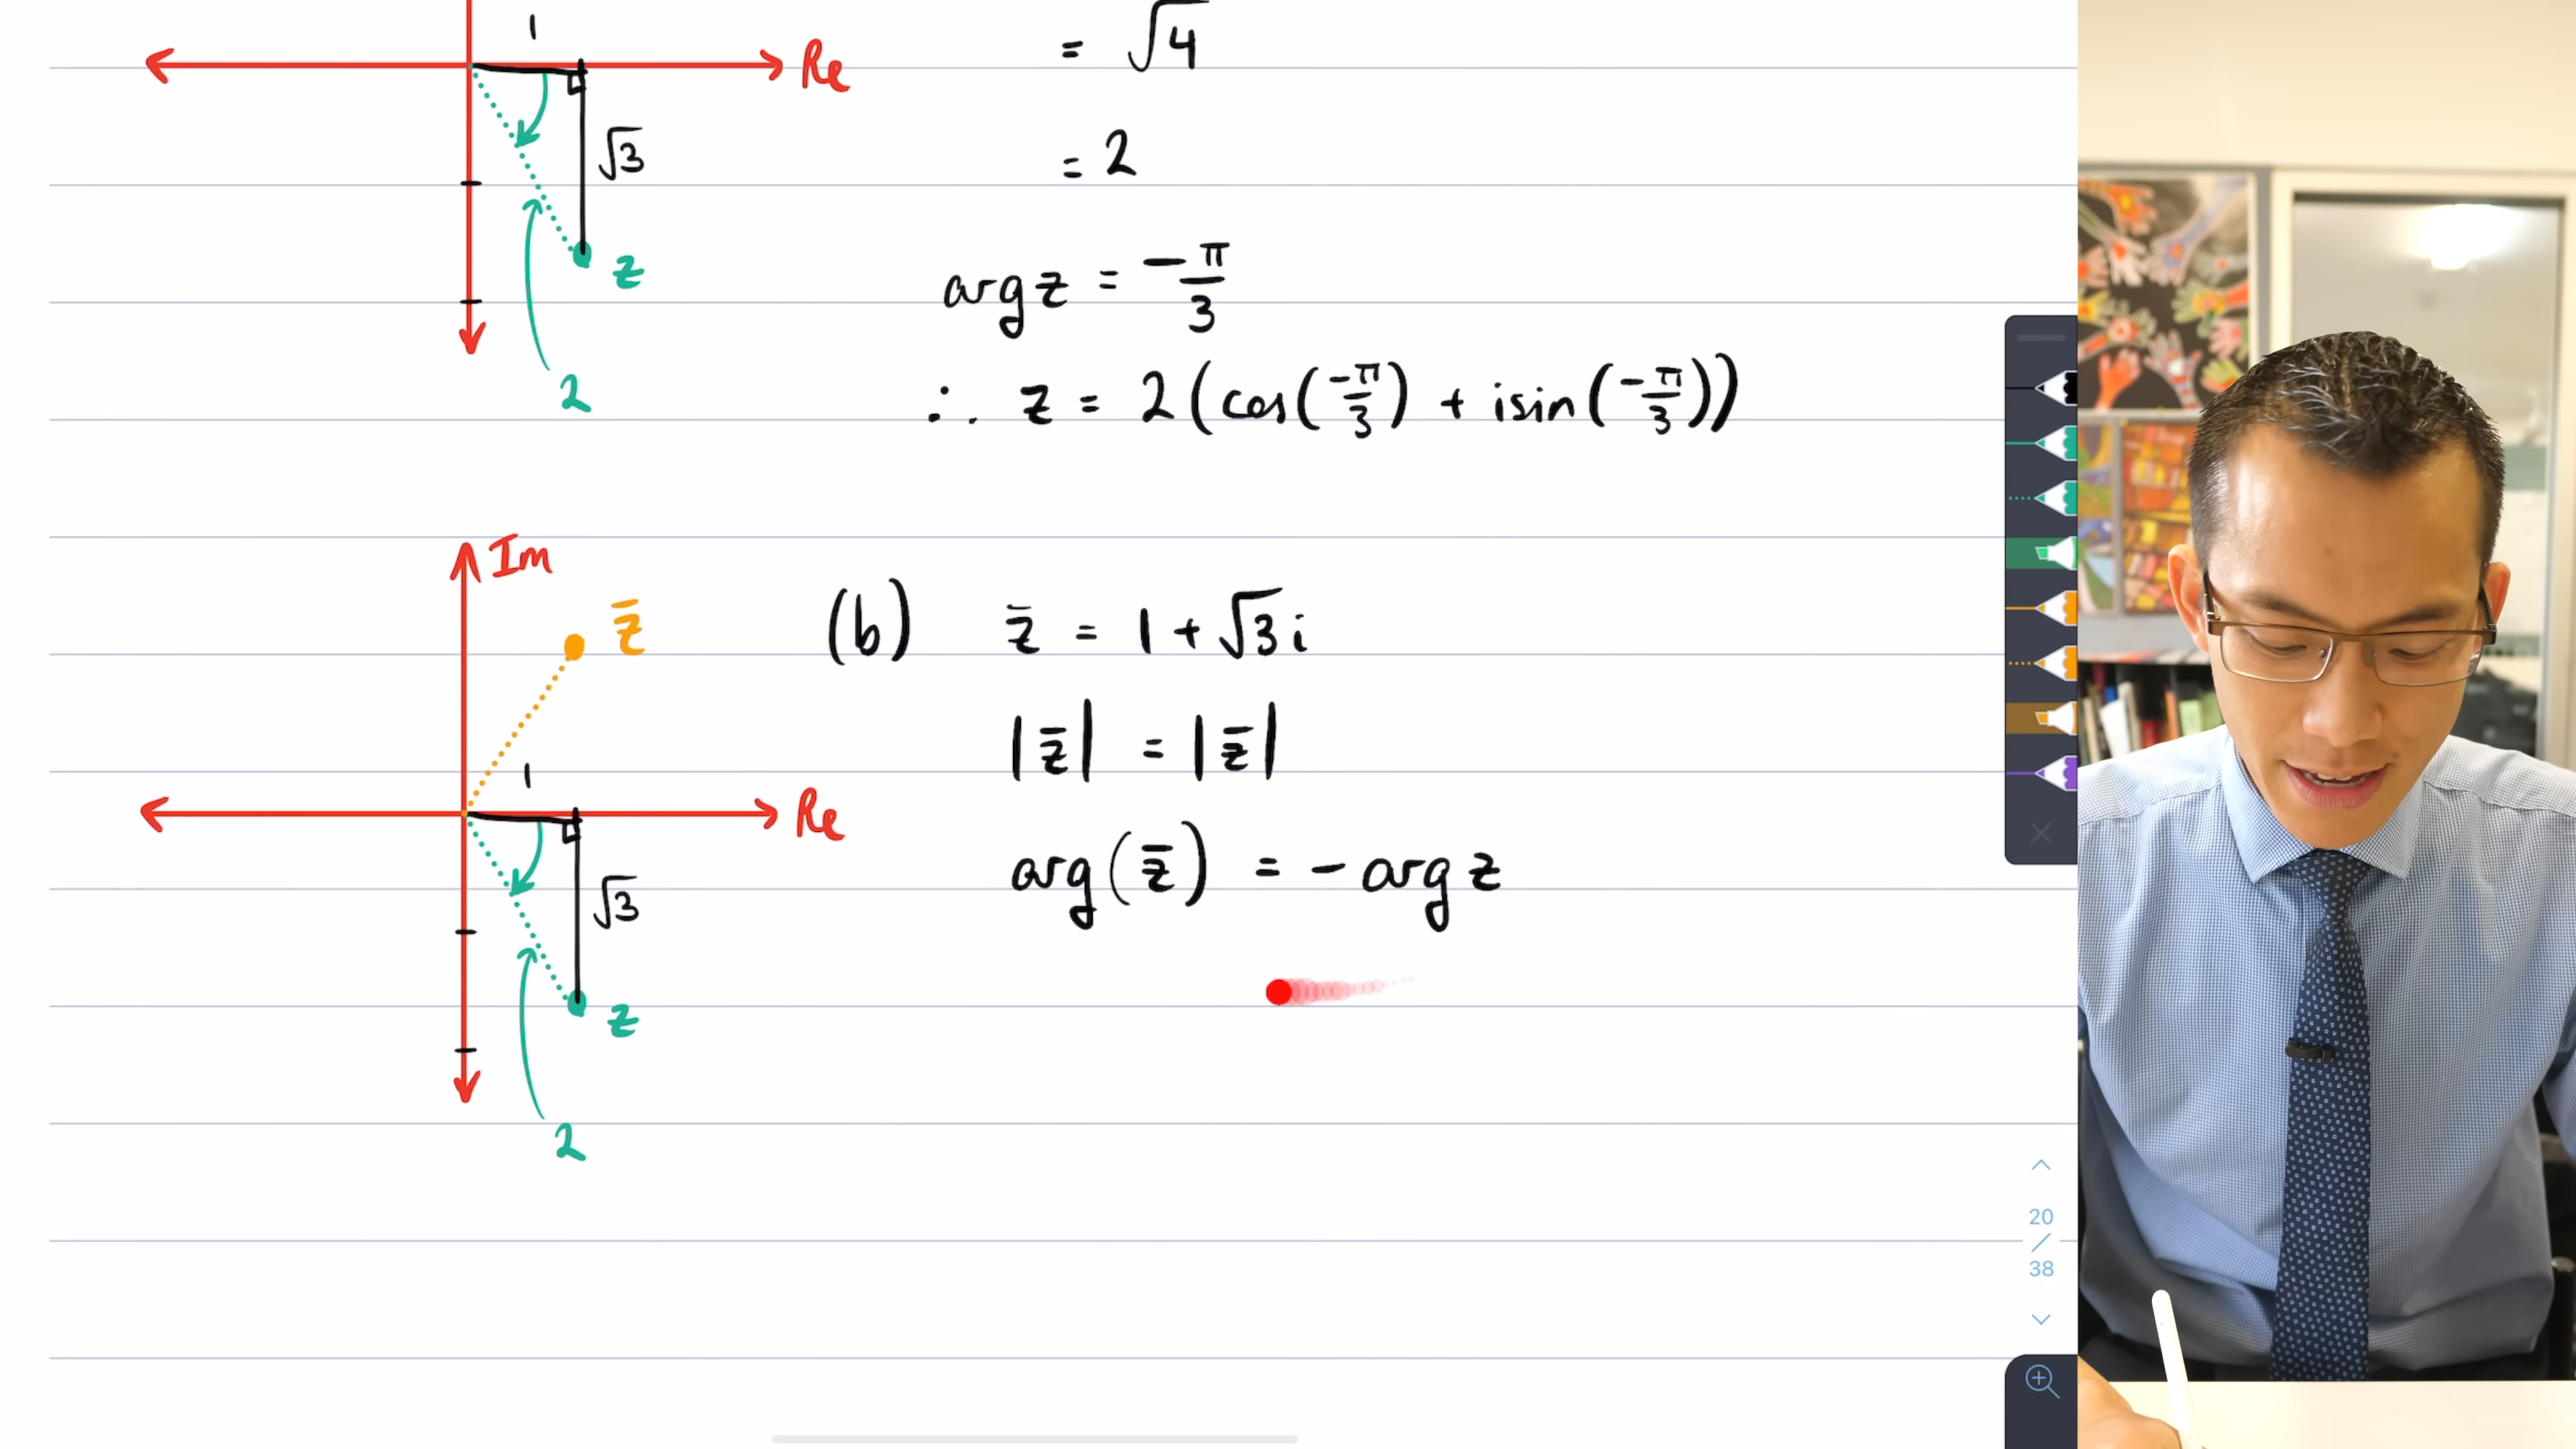 1
Re
√3
z
2
= √4
= 2
arg z = -π/3
∴ z = 2(cos(-π/3) + isin(-π/3))
Im
z̄
1
Re
√3
z
2
(b) z̄ = 1 + √3 i
|z̄| = |z̄|
arg(z̄) = - arg z
20
/
38